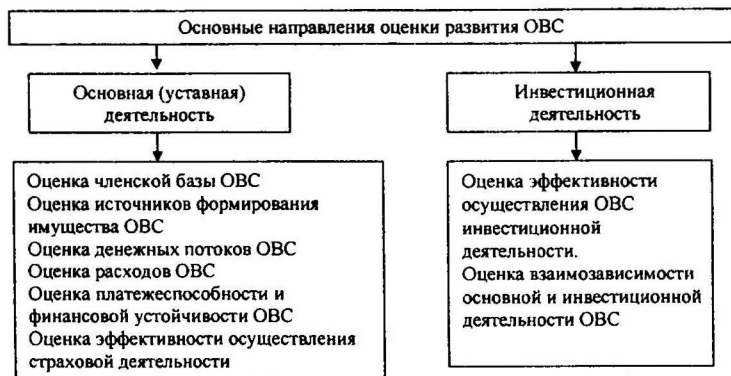 Основные направления оценки развития ОВС
Основная (уставная)
деятельность
Инвестиционная
деятельность
Оценка членской базы ОВС
Оценка источников формирования
имущества ОВС
Оценка денежных потоков ОВС
Оценка расходов ОВС
Оценка платежеспособности и
финансовой устойчивости ОВС
Оценка эффективности осуществления
страховой деятельности
Оценка эффективности
осуществления ОВС
инвестиционной
деятельности.
Оценка взаимозависимости
основной и инвестиционной
деятельности ОВС